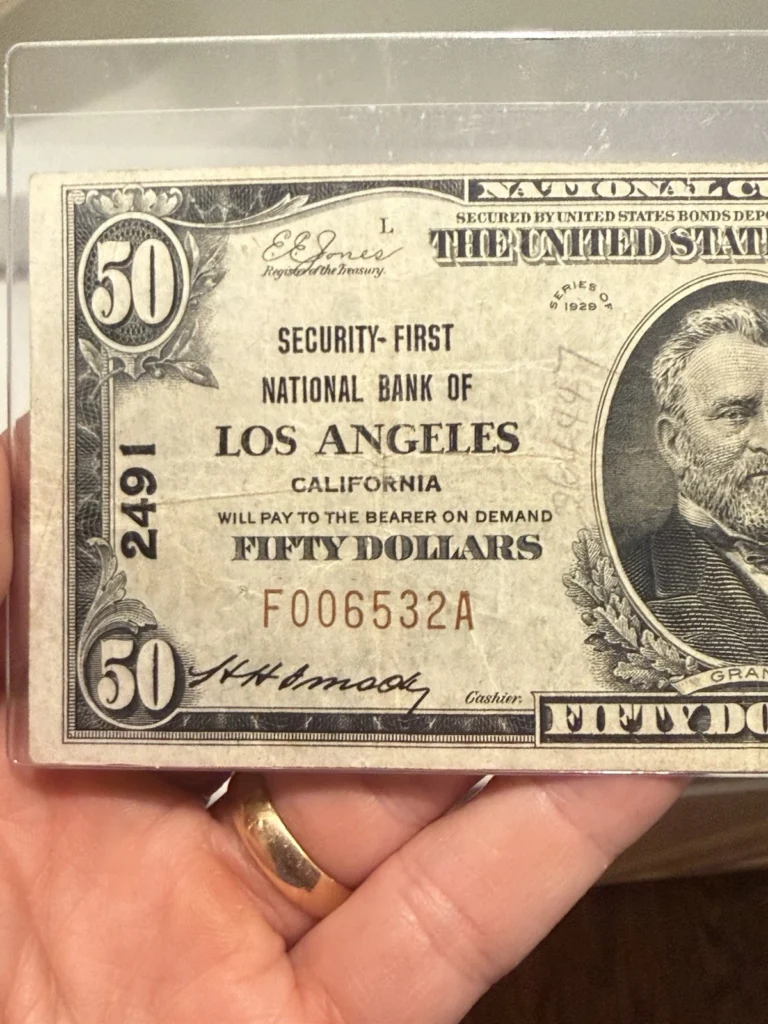 NATIONAL CU
SECURED BY UNITED STATES BONDS DEPO
THE UNITED STAT
L
E.E. Jones
Register of the Treasury.
50
SERIES OF
1929
SECURITY-FIRST
NATIONAL BANK OF
LOS ANGELES
CALIFORNIA
WILL PAY TO THE BEARER ON DEMAND
FIFTY DOLLARS
2491
F006532A
50
Cashier.
GRAN
FIFTY DO